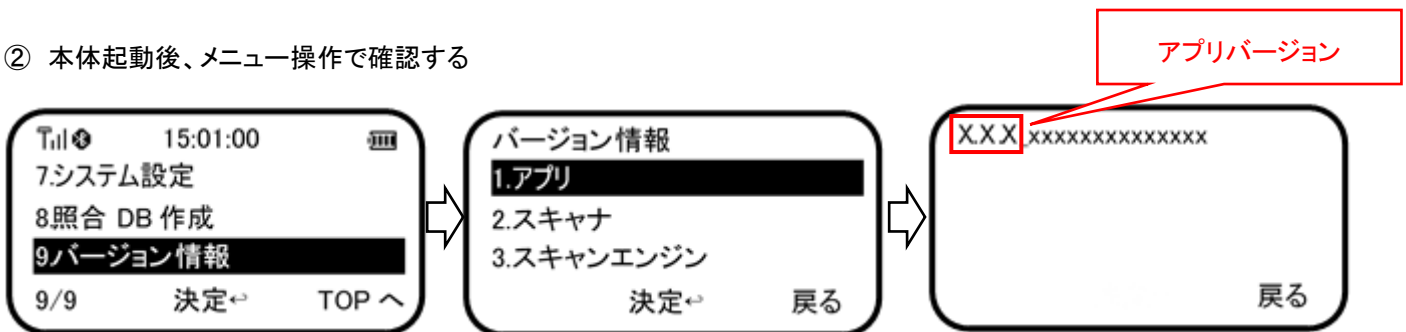 アプリバージョン
② 本体起動後、メニュー操作で確認する
15:01:00
7.システム設定
8.照合 DB 作成
9.バージョン情報
9/9 決定↩ TOP へ
バージョン情報
1.アプリ
2.スキャナ
3.スキャンエンジン
決定↩ 戻る
X.X.X_xxxxxxxxxxxxxx
戻る